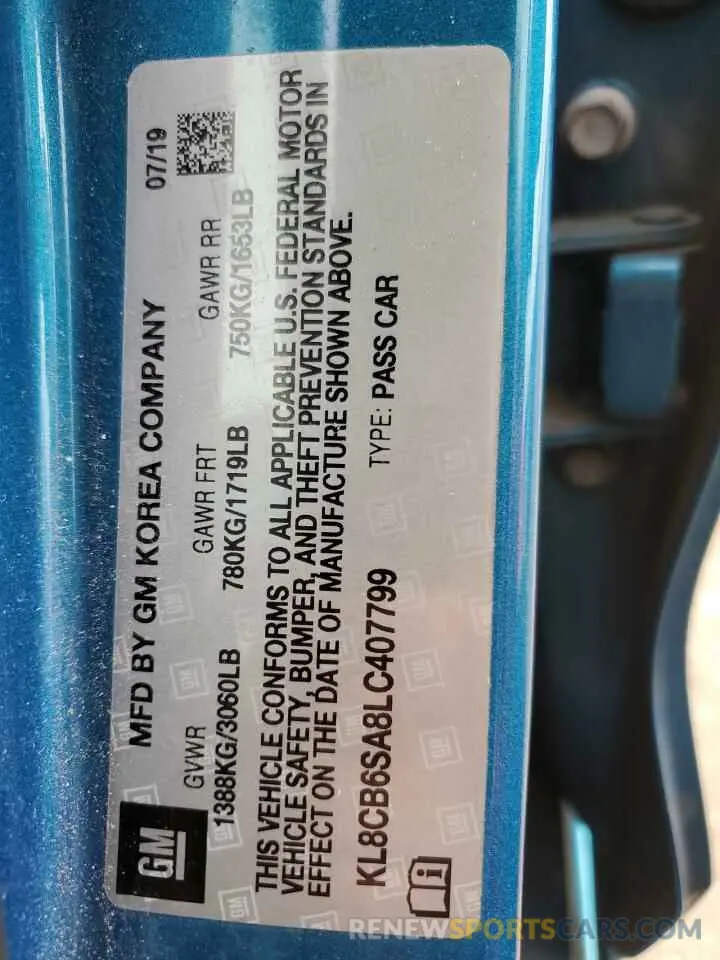 MFD BY GM KOREA COMPANY 07/19
GM
GVWR GAWR FRT GAWR RR
1388KG/3060LB 780KG/1719LB 750KG/1653LB
THIS VEHICLE CONFORMS TO ALL APPLICABLE U.S. FEDERAL MOTOR
VEHICLE SAFETY, BUMPER, AND THEFT PREVENTION STANDARDS IN
EFFECT ON THE DATE OF MANUFACTURE SHOWN ABOVE.
KL8CB6SA8LC407799 TYPE: PASS CAR
RENEWSPORTSCARS.COM